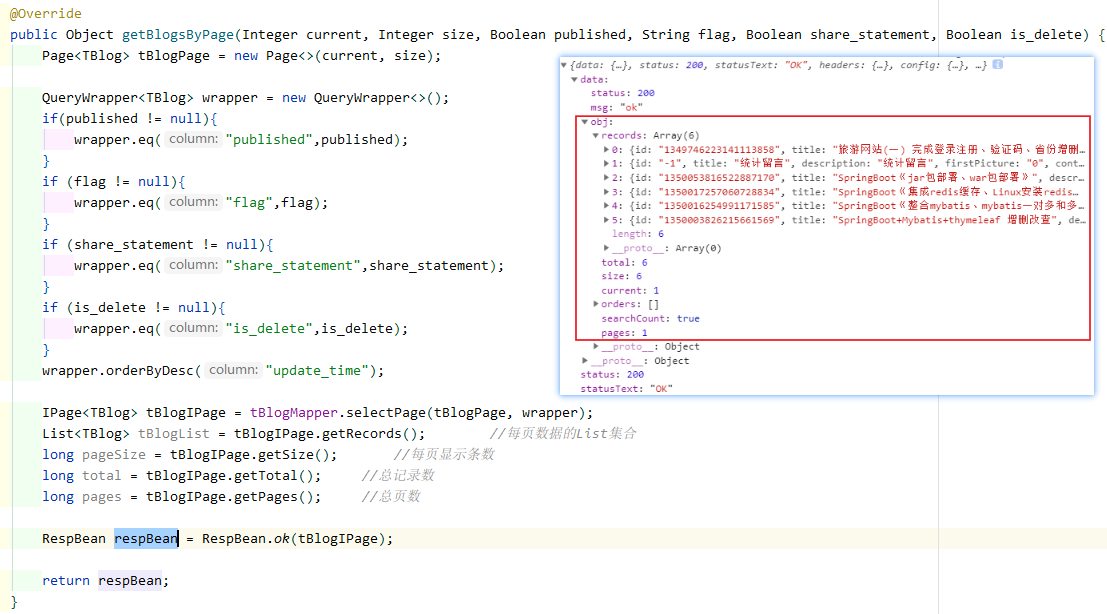 @Override
public Object getBlogsByPage(Integer current, Integer size, Boolean published, String flag, Boolean share_statement, Boolean is_delete) {
Page<TBlog> tBlogPage = new Page<>(current, size);
QueryWrapper<TBlog> wrapper = new QueryWrapper<>();
if(published != null){
wrapper.eq( column: "published",published);
}
if (flag != null){
wrapper.eq( column: "flag",flag);
}
if (share_statement != null){
wrapper.eq( column: "share_statement",share_statement);
}
if (is_delete != null){
wrapper.eq( column: "is_delete",is_delete);
}
wrapper.orderByDesc( column: "update_time");
IPage<TBlog> tBlogIPage = tBlogMapper.selectPage(tBlogPage, wrapper);
List<TBlog> tBlogList = tBlogIPage.getRecords(); //每页数据的List集合
long pageSize = tBlogIPage.getSize(); //每页显示条数
long total = tBlogIPage.getTotal(); //总记录数
long pages = tBlogIPage.getPages(); //总页数
RespBean respBean = RespBean.ok(tBlogIPage);
return respBean;
}
{data: {…}, status: 200, statusText: "OK", headers: {…}, config: {…}, …}
data:
status: 200
msg: "ok"
obj:
records: Array(6)
0: {id: "1349746223141113858", title: "旅游网站(一) 完成登录注册、验证码、省份增删…
1: {id: "-1", title: "统计留言", description: "统计留言", firstPicture: "0", cont…
2: {id: "1350053816522887170", title: "SpringBoot《jar包部署、war包部署》", descr…
3: {id: "1350017257060728834", title: "SpringBoot《集成redis缓存、Linux安装redis…
4: {id: "1350016254991171585", title: "SpringBoot《整合mybatis、mybatis一对多和多…
5: {id: "1350003826215661569", title: "SpringBoot+Mybatis+thymeleaf 增删改查", de…
length: 6
__proto__: Array(0)
total: 6
size: 6
current: 1
orders: []
searchCount: true
pages: 1
__proto__: Object
__proto__: Object
status: 200
statusText: "OK"